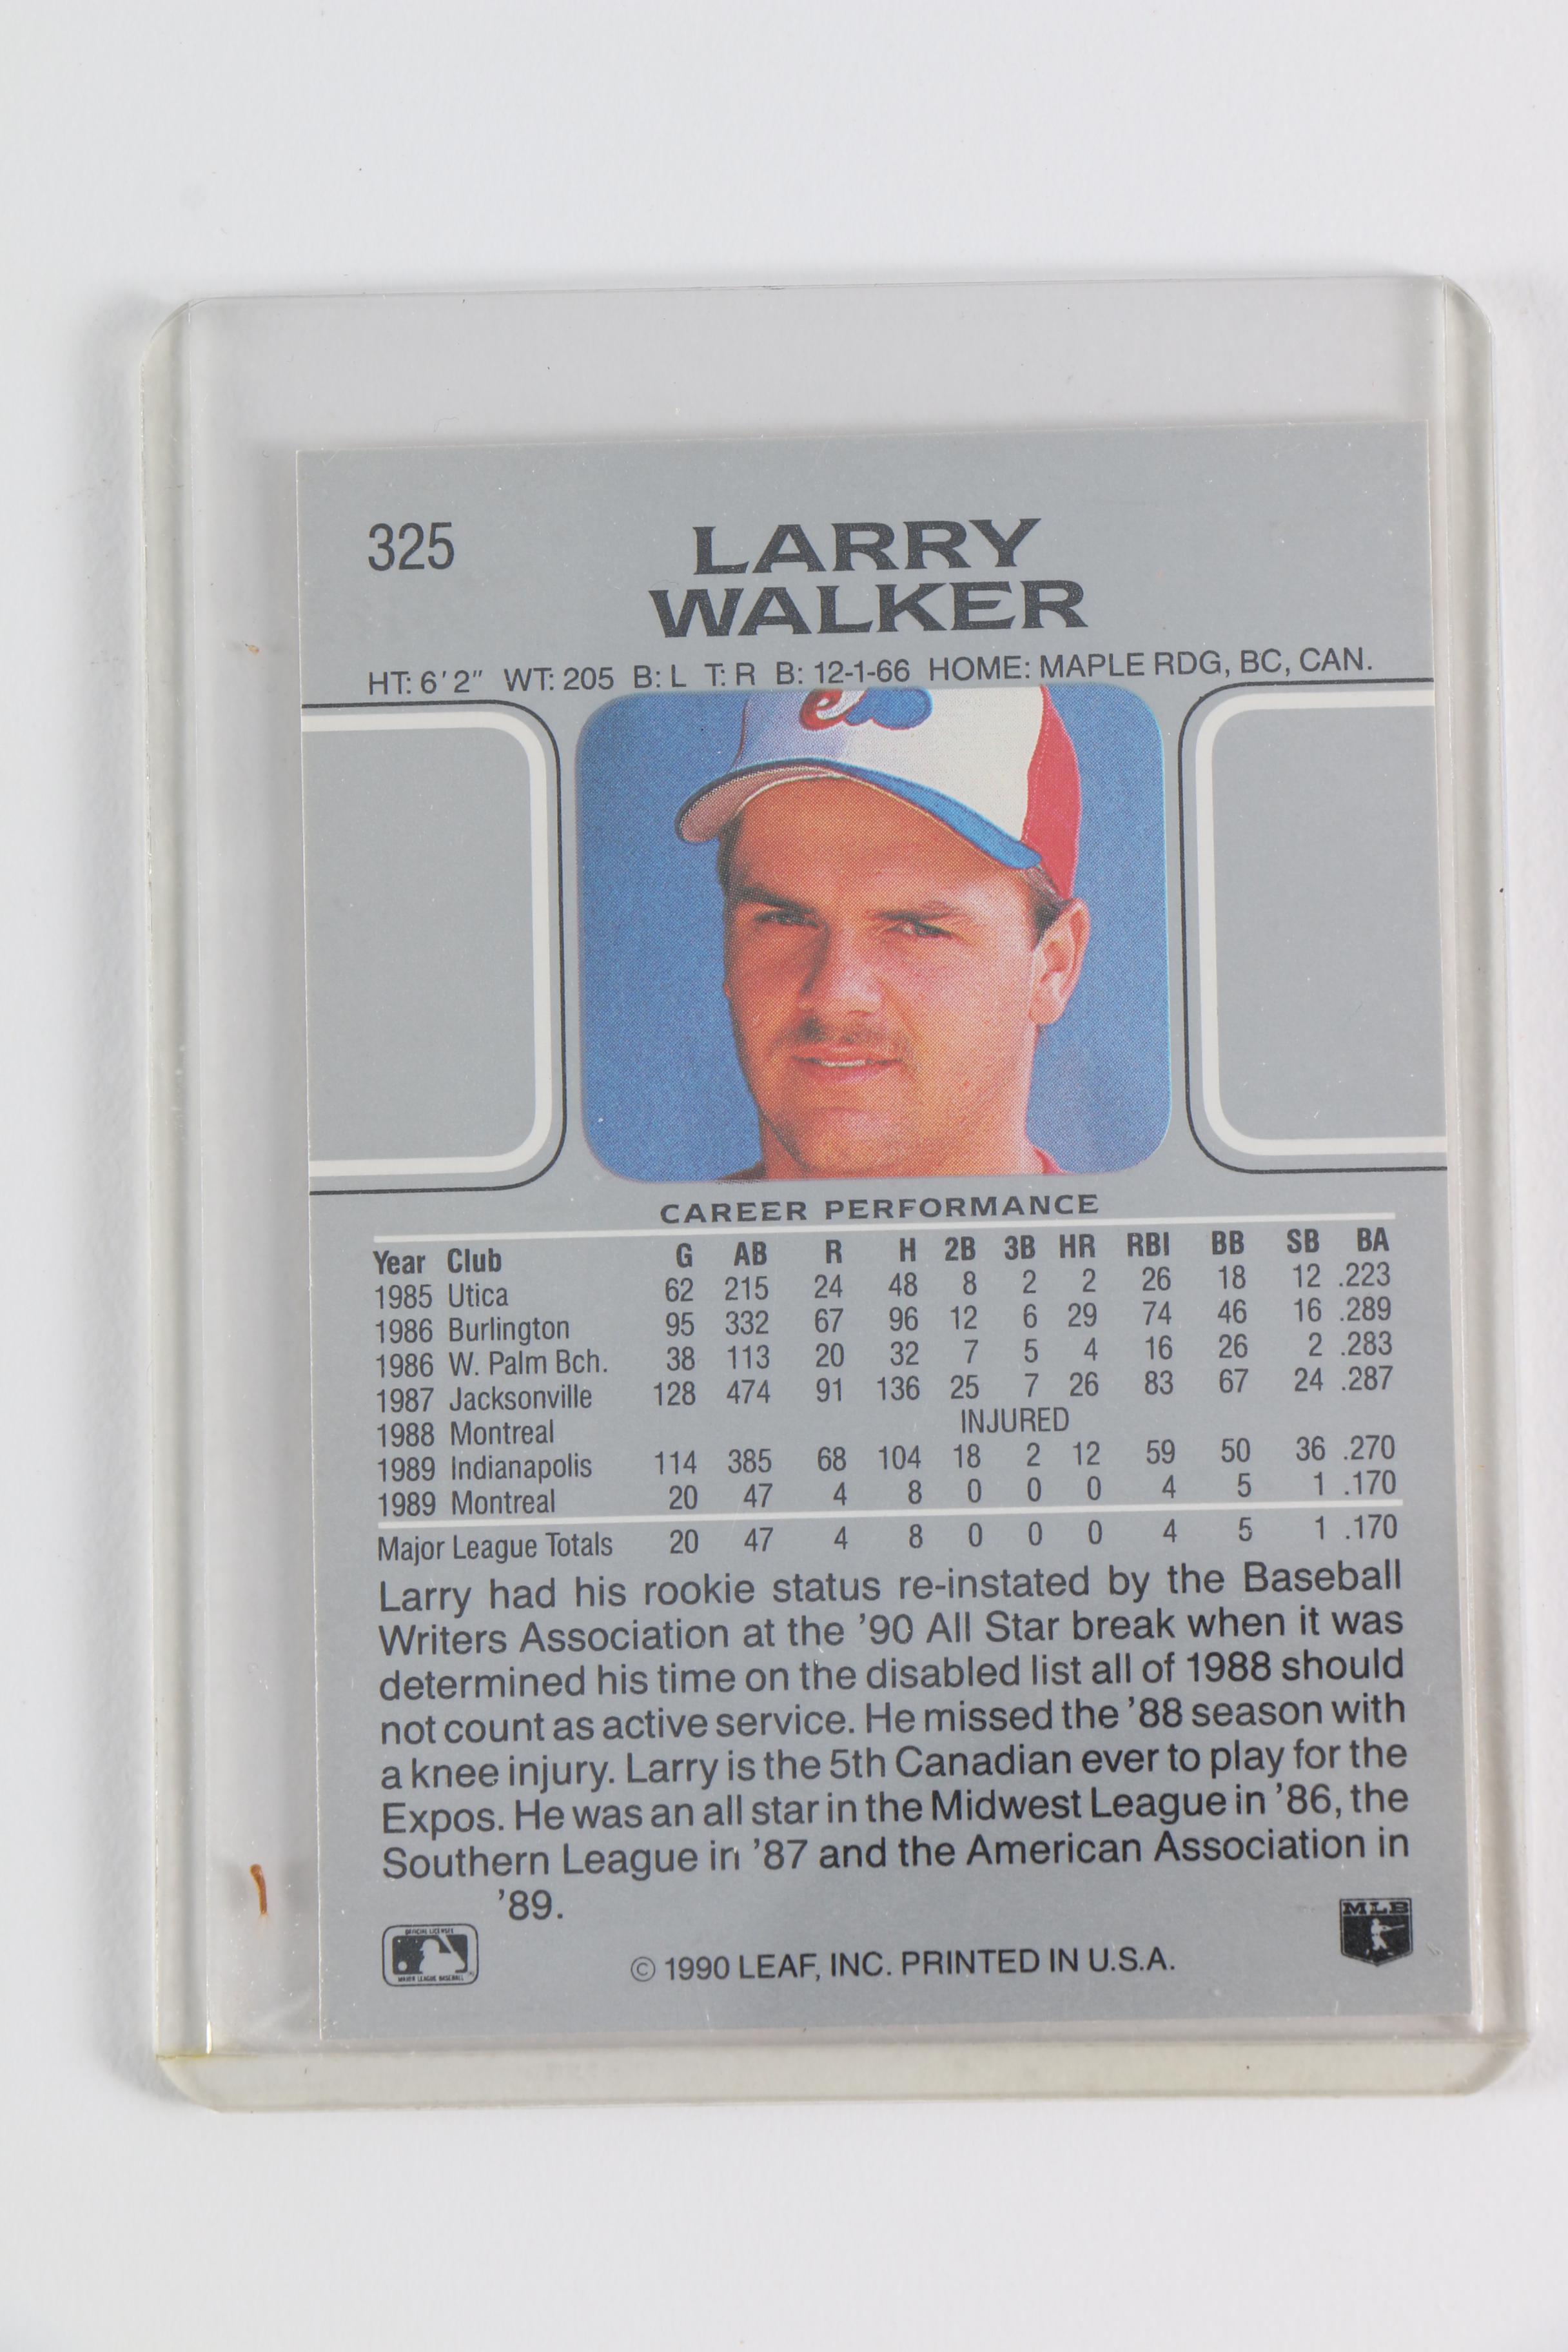 325
LARRY
WALKER
HT: 6'2" WT: 205 B: L T: R B: 12-1-66 HOME: MAPLE RDG, BC, CAN.
CAREER PERFORMANCE
Year Club G AB R H 2B 3B HR RBI BB SB BA
1985 Utica 62 215 24 48 8 2 2 26 18 12 .223
1986 Burlington 95 332 67 96 12 6 29 74 46 16 .289
1986 W. Palm Bch. 38 113 20 32 7 5 4 16 26 2 .283
1987 Jacksonville 128 474 91 136 25 7 26 83 67 24 .287
1988 Montreal INJURED
1989 Indianapolis 114 385 68 104 18 2 12 59 50 36 .270
1989 Montreal 20 47 4 8 0 0 0 4 5 1 .170
Major League Totals 20 47 4 8 0 0 0 4 5 1 .170
Larry had his rookie status re-instated by the Baseball
Writers Association at the '90 All Star break when it was
determined his time on the disabled list all of 1988 should
not count as active service. He missed the '88 season with
a knee injury. Larry is the 5th Canadian ever to play for the
Expos. He was an all star in the Midwest League in '86, the
Southern League in '87 and the American Association in
'89.
OFFICIAL LICENSEE
MAJOR LEAGUE BASEBALL
© 1990 LEAF, INC. PRINTED IN U.S.A.
MLB